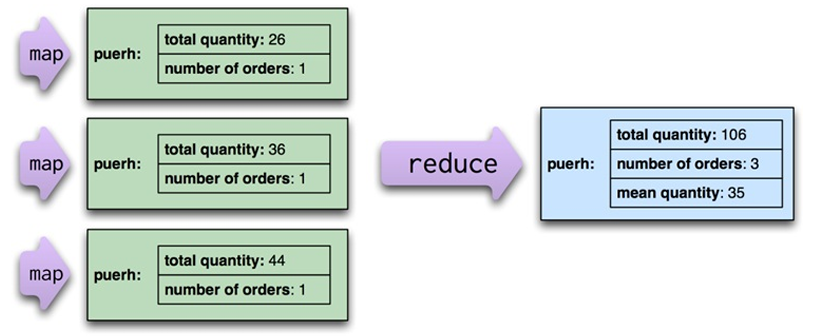 map
puerh:
total quantity: 26
number of orders: 1
map
puerh:
total quantity: 36
number of orders: 1
map
puerh:
total quantity: 44
number of orders: 1
reduce
puerh:
total quantity: 106
number of orders: 3
mean quantity: 35